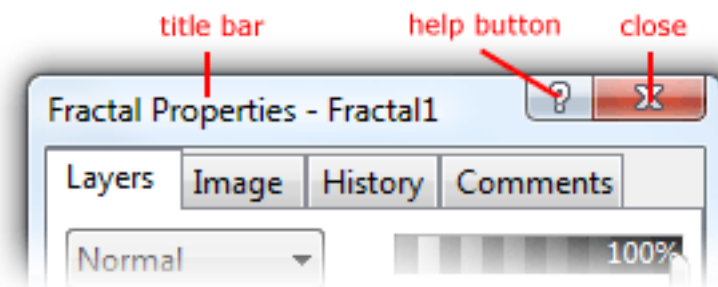 title bar help button close
Fractal Properties - Fractal1
Layers Image History Comments
Normal 100%